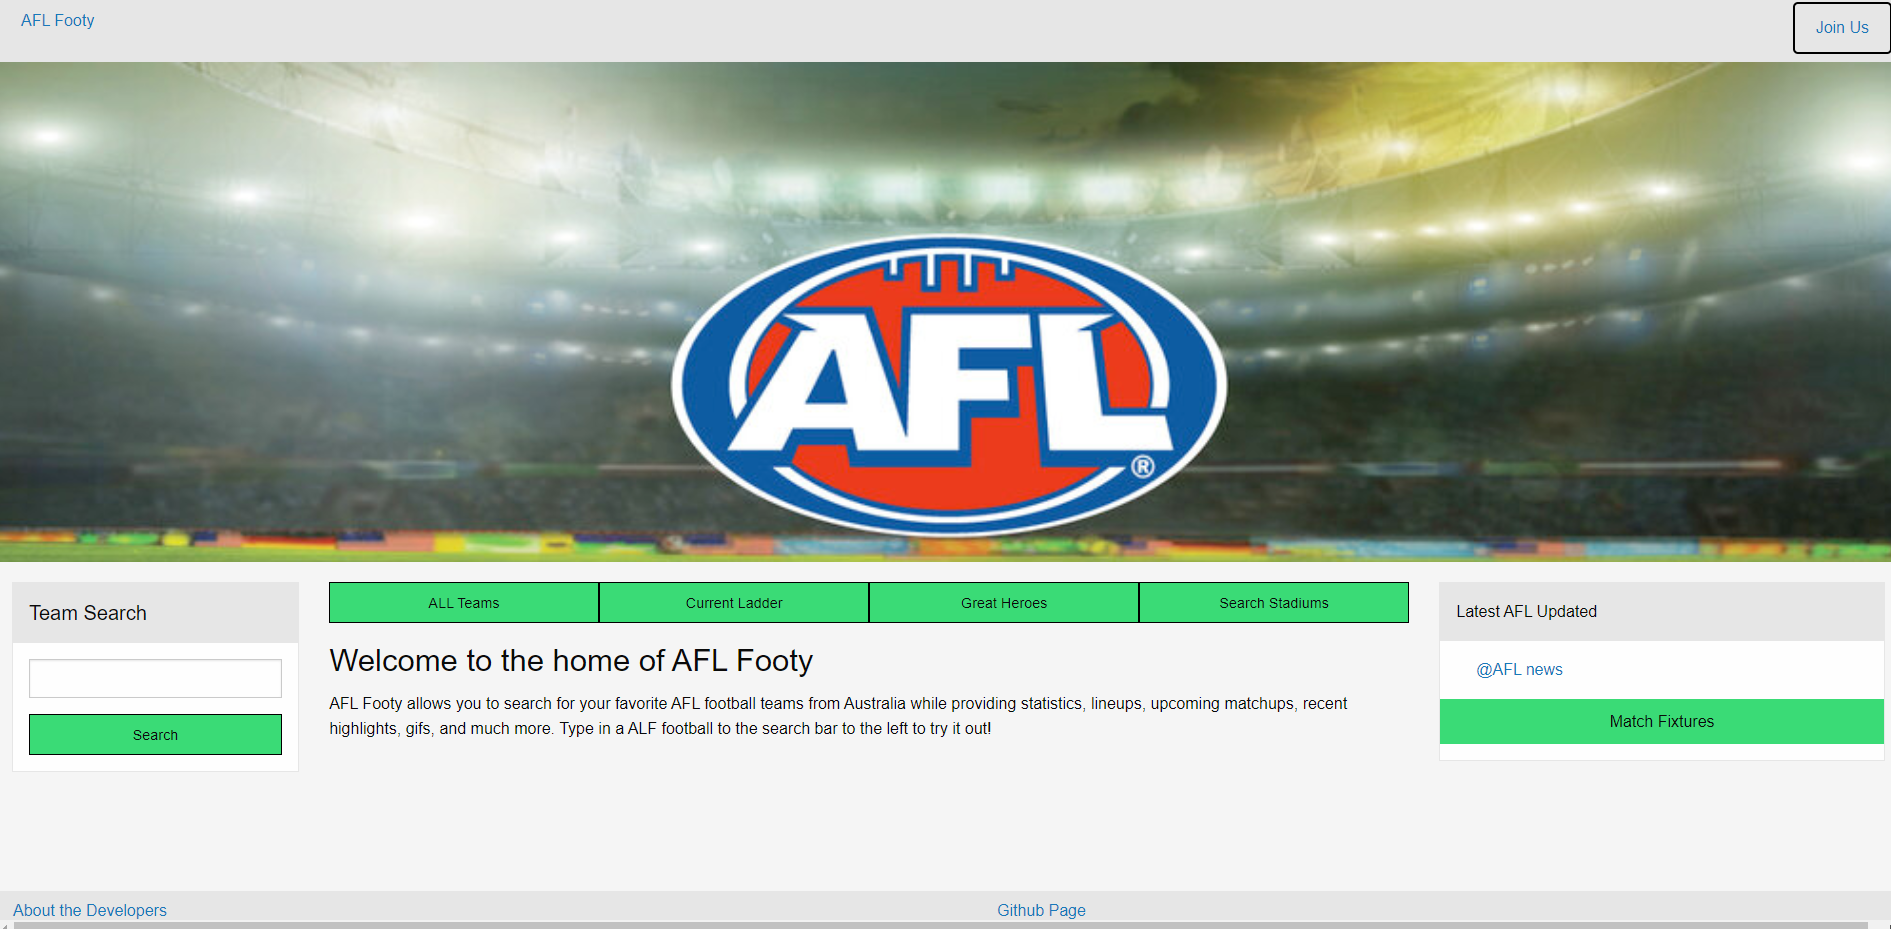 AFL Footy
Join Us
AFL
®
Team Search
Search
ALL Teams
Current Ladder
Great Heroes
Search Stadiums
Welcome to the home of AFL Footy
AFL Footy allows you to search for your favorite AFL football teams from Australia while providing statistics, lineups, upcoming matchups, recent
highlights, gifs, and much more. Type in a ALF football to the search bar to the left to try it out!
Latest AFL Updated
@AFL news
Match Fixtures
About the Developers
Github Page